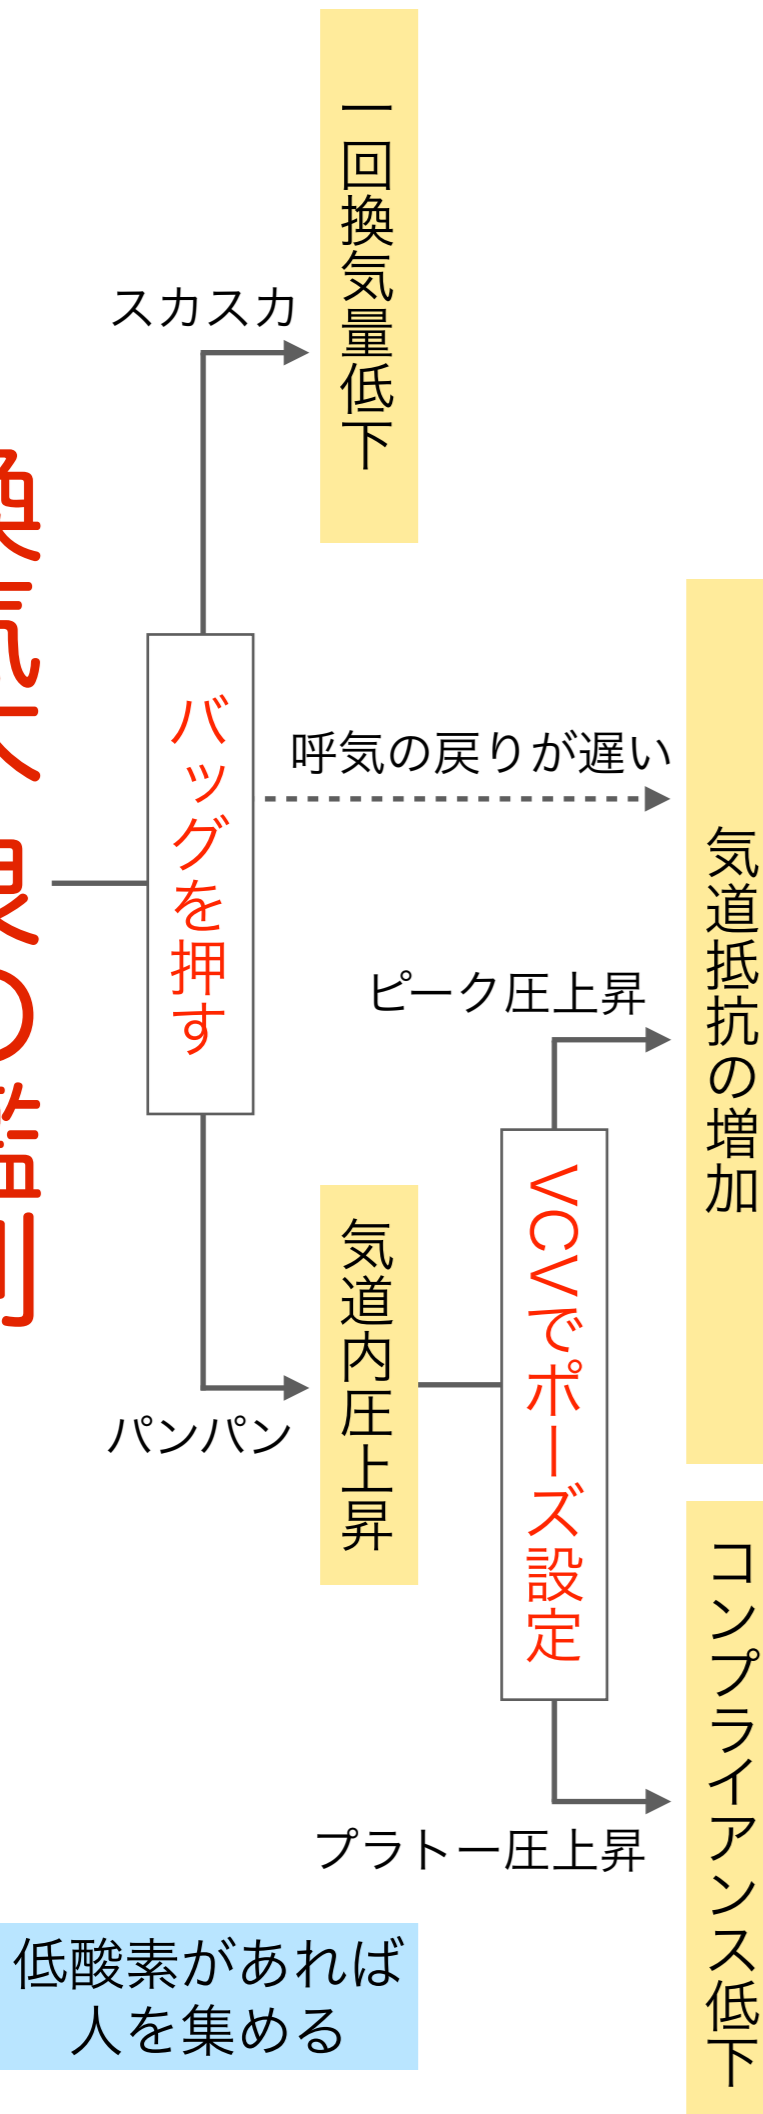 スカスカ
一回換気量低下
バッグを押す
呼気の戻りが遅い
ピーク圧上昇
気道抵抗の増加
VCVでポーズ設定
気道内圧上昇
パンパン
プラトー圧上昇
コンプライアンス低下
低酸素があれば
人を集める